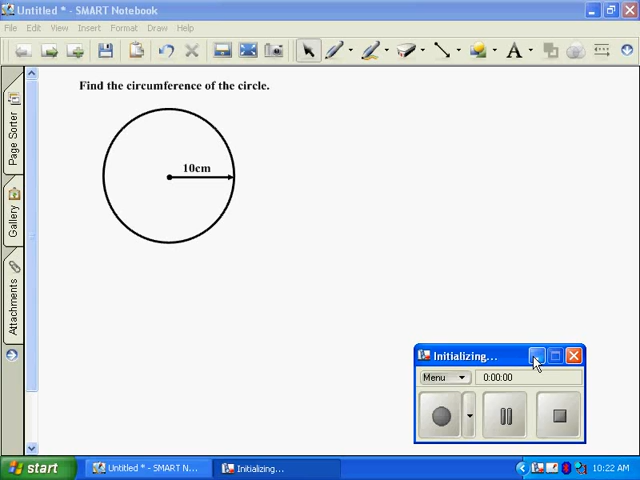 Untitled * - SMART Notebook
File Edit View Insert Format Draw Help
A
Find the circumference of the circle.
10cm
Page Sorter
Gallery
Attachments
Initializing...
Menu 0:00:00
start Untitled * - SMART N... Initializing... 10:22 AM